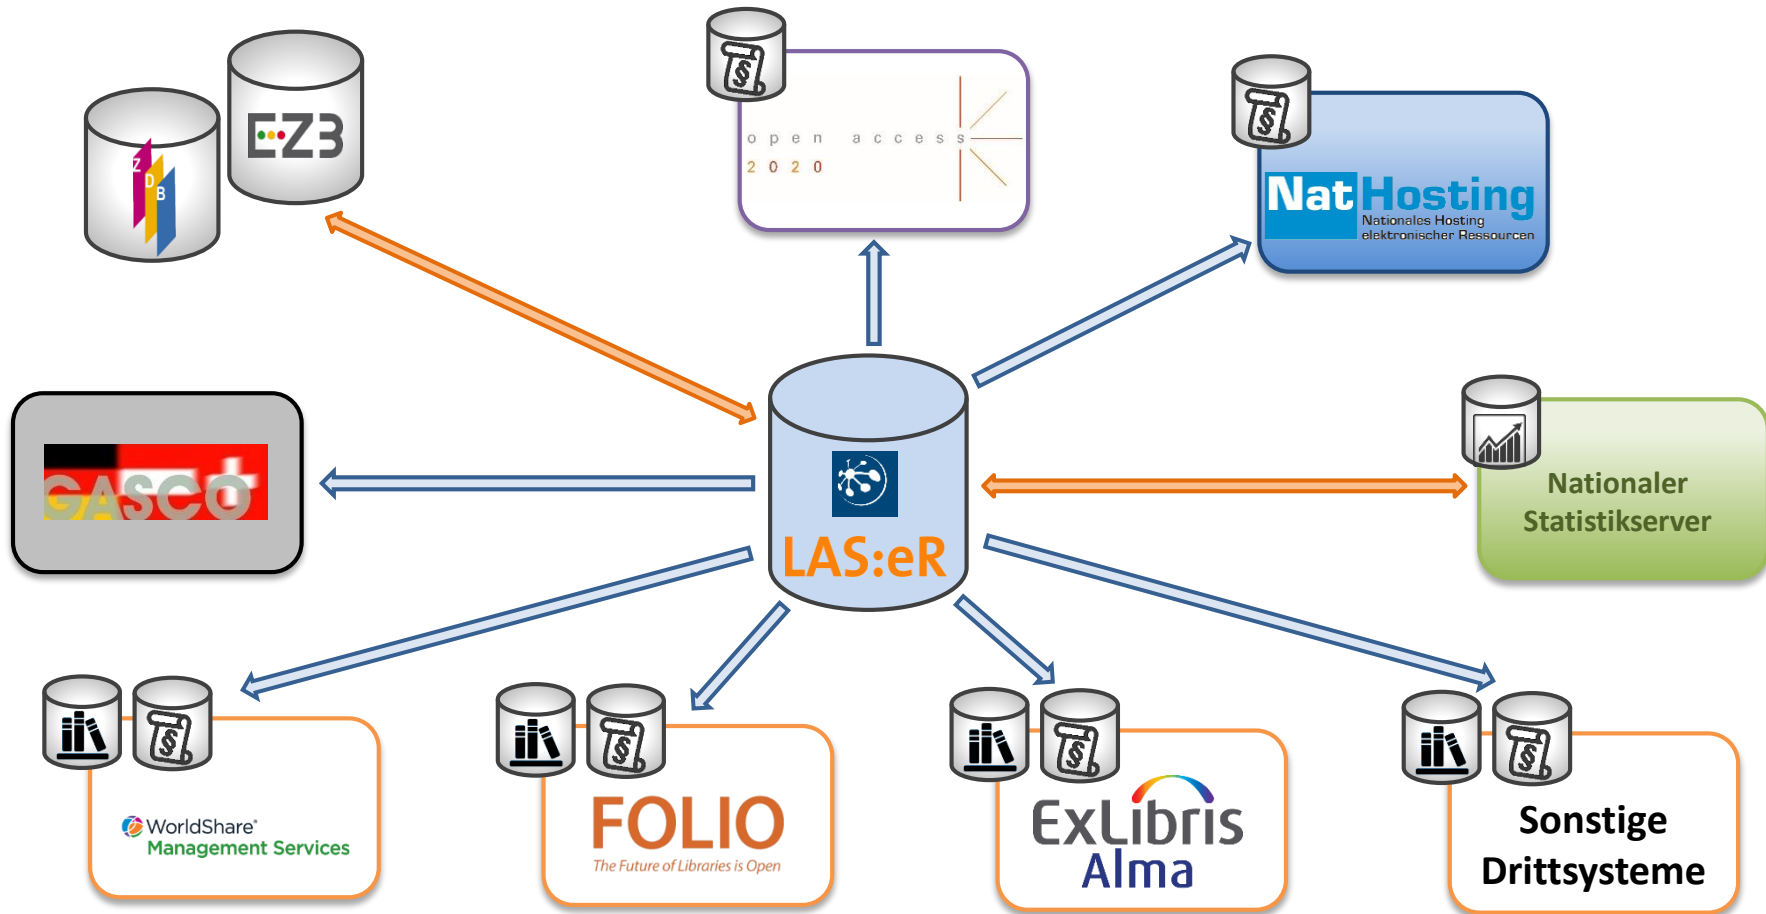 Z
D
B
EZB
open access
2020
§
§
Nat Hosting
Nationales Hosting
elektronischer Ressourcen
GASCO
LAS:eR
Nationaler
Statistikserver
§
WorldShare®
Management Services
§
FOLIO
The Future of Libraries is Open
§
ExLibris
Alma
§
Sonstige
Drittsysteme